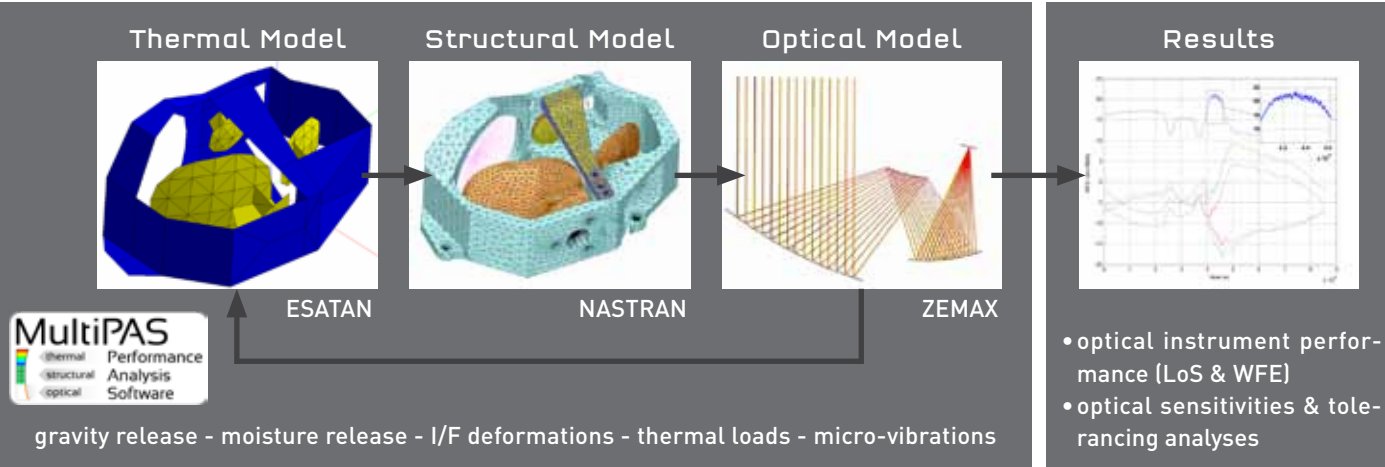 Thermal Model
Structural Model
Optical Model
Results
ESATAN
NASTRAN
ZEMAX
MultiPAS
thermal Performance
structural Analysis
optical Software
gravity release - moisture release - I/F deformations - thermal loads - micro-vibrations
• optical instrument perfor-
mance (LoS & WFE)
• optical sensitivities & tole-
rancing analyses